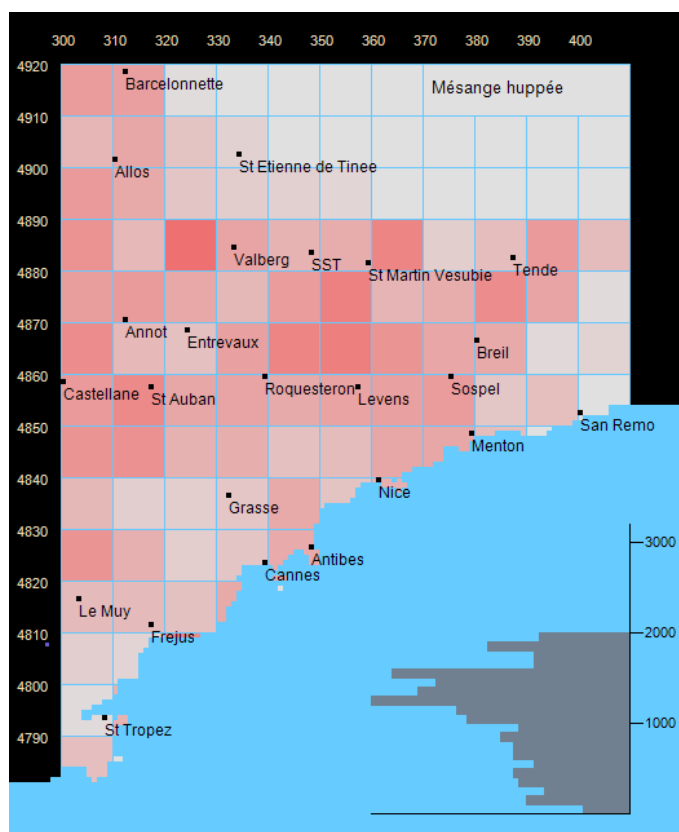 300 310 320 330 340 350 360 370 380 390 400
4920
Barcelonnette
Mésange huppée
4910
4900
Allos
St Etienne de Tinee
4890
Valberg
SST
St Martin Vesubie
Tende
4880
4870
Annot
Entrevaux
Breil
4860
Castellane
St Auban
Roquesteron
Levens
Sospel
4850
San Remo
Menton
4840
Nice
Grasse
4830
3000
Antibes
Cannes
4820
Le Muy
Frejus
4810
2000
4800
St Tropez
1000
4790